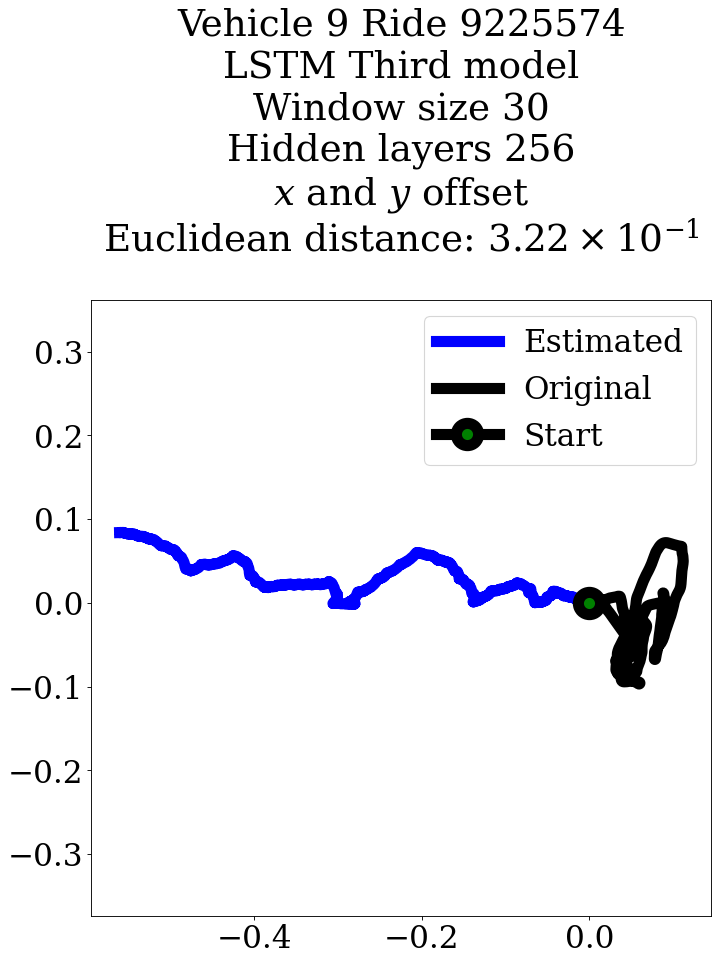 Vehicle 9 Ride 9225574
LSTM Third model
Window size 30
Hidden layers 256
x and y offset
Euclidean distance: 3.22 × 10⁻¹
Estimated
Original
Start
0.3
0.2
0.1
0.0
−0.1
−0.2
−0.3
−0.4
−0.2
0.0